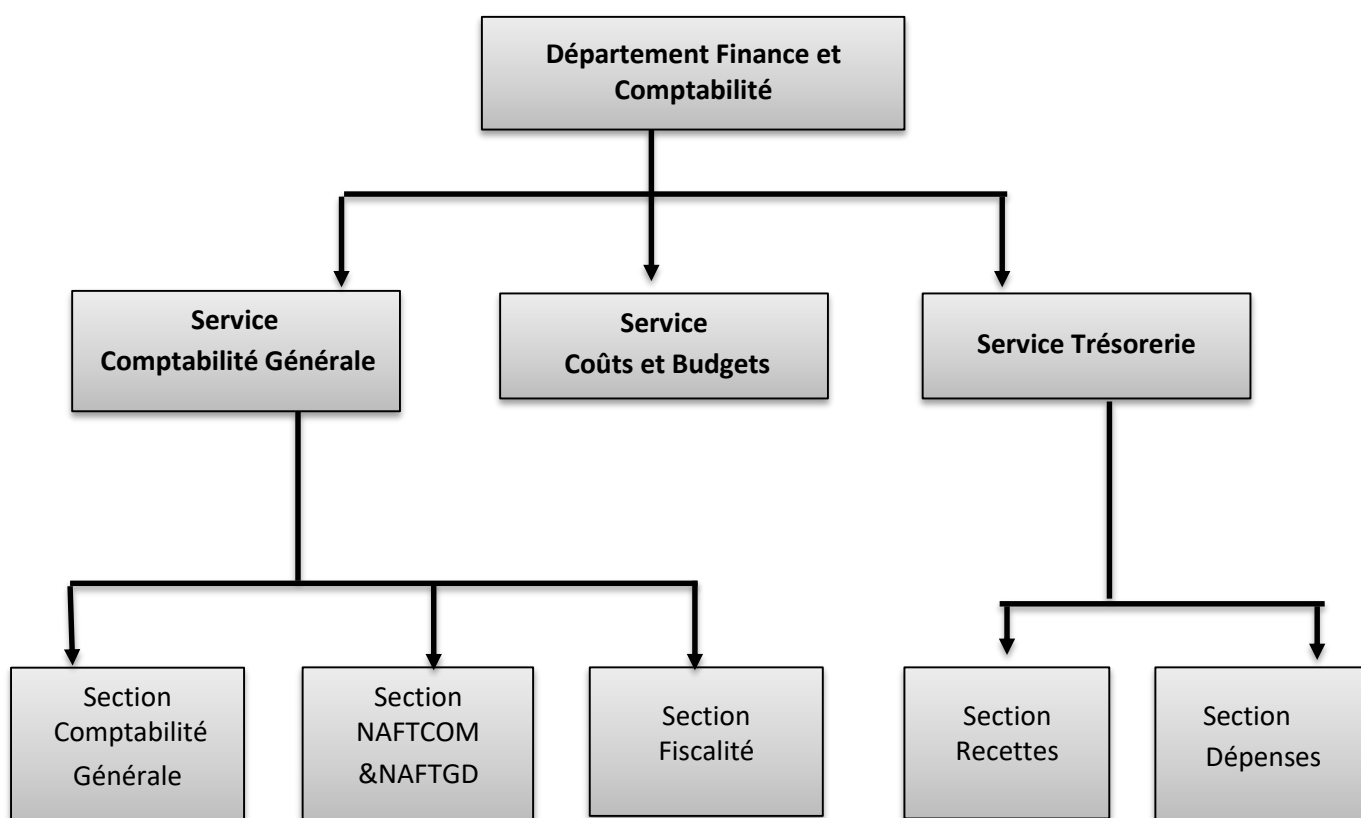 Département Finance et
Comptabilité
Service
Comptabilité Générale
Service
Coûts et Budgets
Service Trésorerie
Section
Comptabilité
Générale
Section
NAFTCOM
&NAFTGD
Section
Fiscalité
Section
Recettes
Section
Dépenses